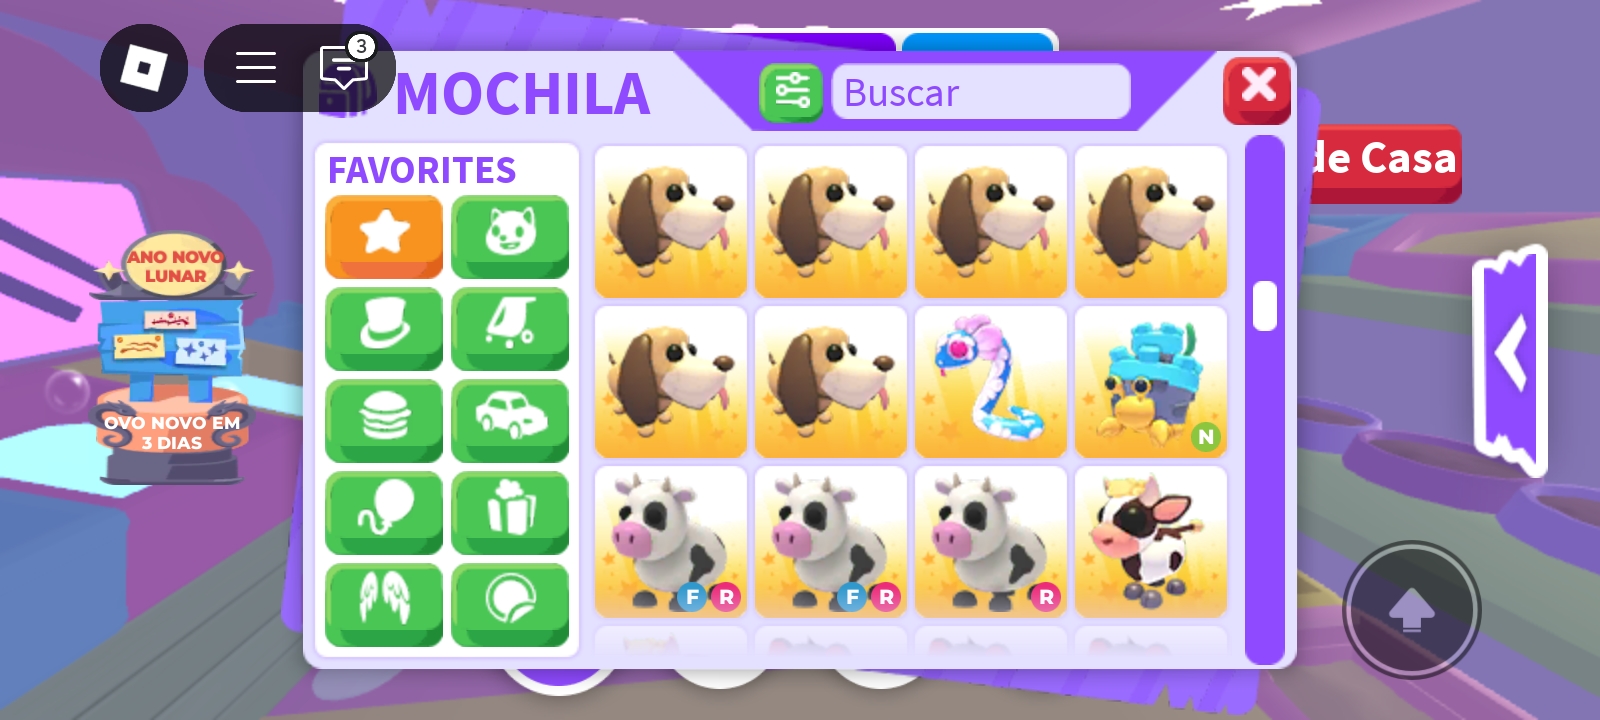 3
MOCHILA
Buscar
de Casa
FAVORITES
ANO NOVO
LUNAR
OVO NOVO EM
3 DIAS
N
F R
F R
R